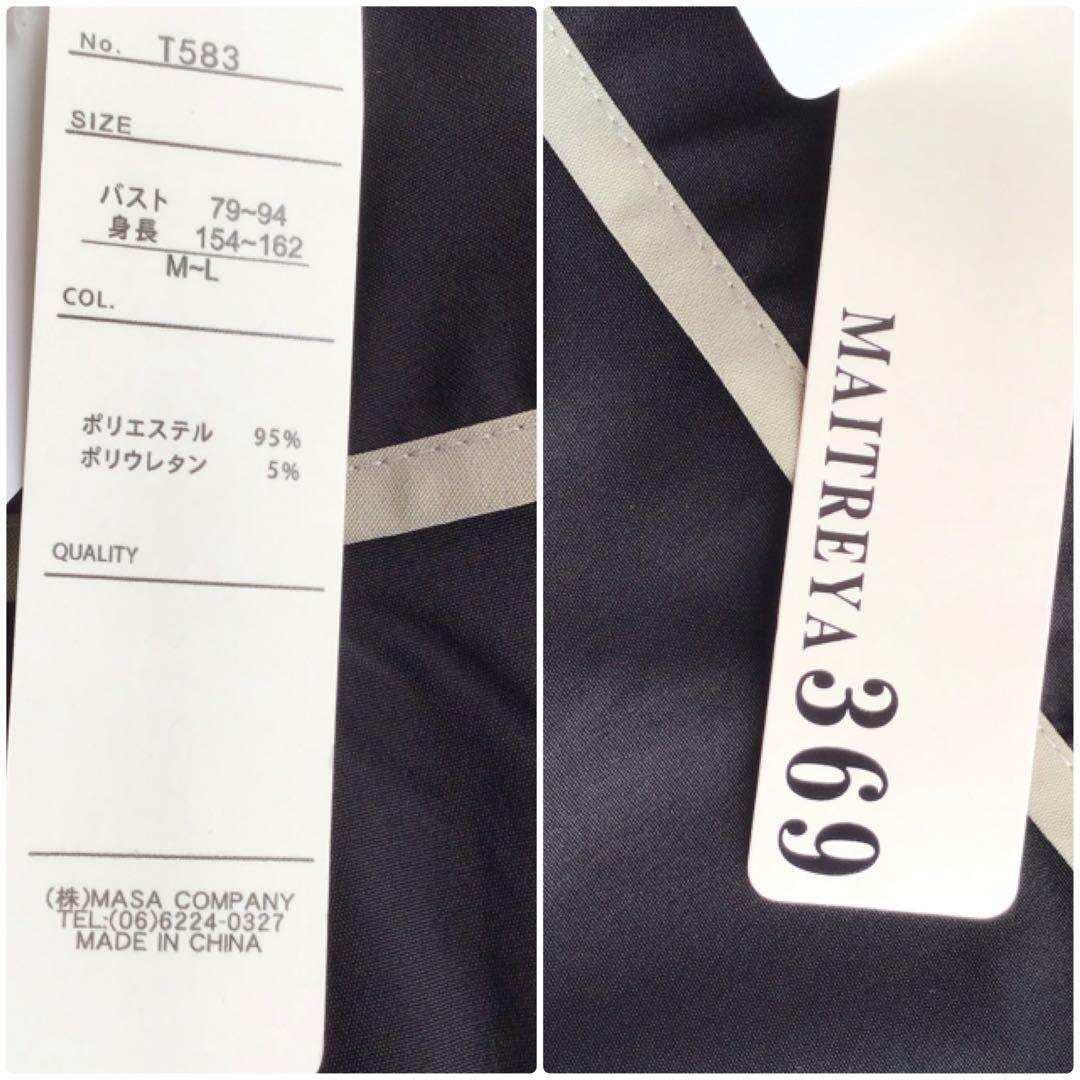 No. T583
SIZE
バスト 79~94
身長 154~162
M~L
COL.
ポリエステル 95%
ポリウレタン 5%
QUALITY
(株)MASA COMPANY
TEL:(06)6224-0327
MADE IN CHINA
MAITREYA 369